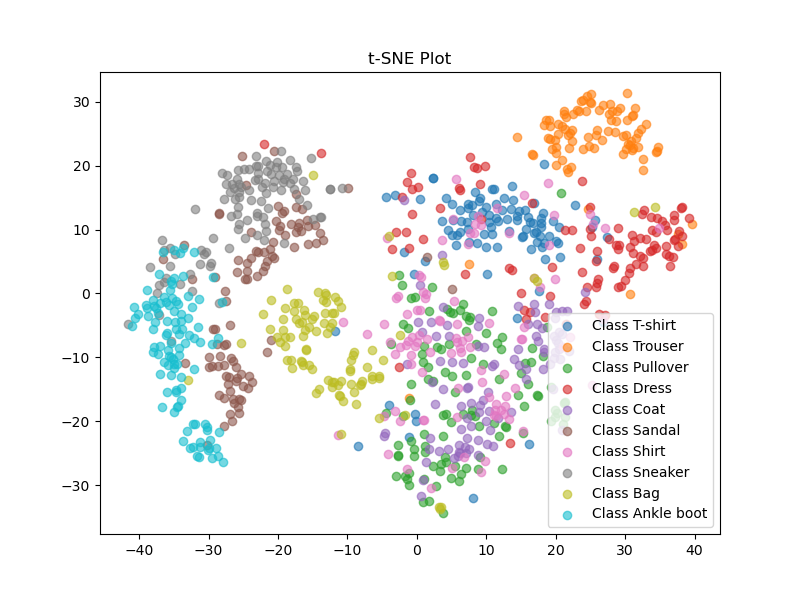 t-SNE Plot
30
20
10
0
−10
−20
−30
−40
−30
−20
−10
0
10
20
30
40
Class T-shirt
Class Trouser
Class Pullover
Class Dress
Class Coat
Class Sandal
Class Shirt
Class Sneaker
Class Bag
Class Ankle boot